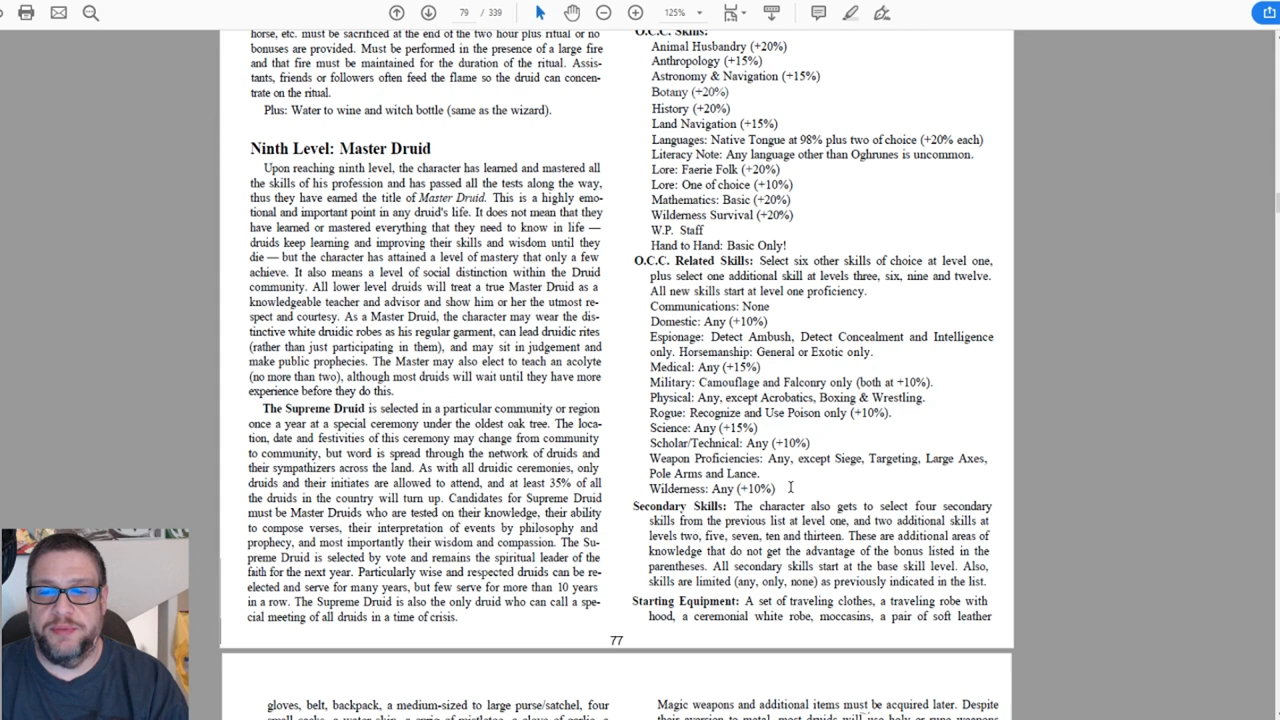 79 / 339
125%
horse, etc. must be sacrificed at the end of the two hour plus ritual or no
bonuses are provided. Must be performed in the presence of a large fire
and that fire must be maintained for the duration of the ritual. Assis-
tants, friends or followers often feed the flame so the druid can concen-
trate on the ritual.
Plus: Water to wine and witch bottle (same as the wizard).
Ninth Level: Master Druid
Upon reaching ninth level, the character has learned and mastered all
the skills of his profession and has passed all the tests along the way,
thus they have earned the title of Master Druid. This is a highly emo-
tional and important point in any druid's life. It does not mean that they
have learned or mastered everything that they need to know in life —
druids keep learning and improving their skills and wisdom until they
die — but the character has attained a level of mastery that only a few
achieve. It also means a level of social distinction within the Druid
community. All lower level druids will treat a true Master Druid as a
knowledgeable teacher and advisor and show him or her the utmost re-
spect and courtesy. As a Master Druid, the character may wear the dis-
tinctive white druidic robes as his regular garment, can lead druidic rites
(rather than just participating in them), and may sit in judgement and
make public prophecies. The Master may also elect to teach an acolyte
(no more than two), although most druids will wait until they have more
experience before they do this.
The Supreme Druid is selected in a particular community or region
once a year at a special ceremony under the oldest oak tree. The loca-
tion, date and festivities of this ceremony may change from community
to community, but word is spread through the network of druids and
their sympathizers across the land. As with all druidic ceremonies, only
druids and their initiates are allowed to attend, and at least 35% of all
the druids in the country will turn up. Candidates for Supreme Druid
must be Master Druids who are tested on their knowledge, their ability
to compose verses, their interpretation of events by philosophy and
prophecy, and most importantly their wisdom and compassion. The Su-
preme Druid is selected by vote and remains the spiritual leader of the
faith for the next year. Particularly wise and respected druids can be re-
elected and serve for many years, but few serve for more than 10 years
in a row. The Supreme Druid is also the only druid who can call a spe-
cial meeting of all druids in a time of crisis.
O.C.C. Skills:
Animal Husbandry (+20%)
Anthropology (+15%)
Astronomy & Navigation (+15%)
Botany (+20%)
History (+20%)
Land Navigation (+15%)
Languages: Native Tongue at 98% plus two of choice (+20% each)
Literacy Note: Any language other than Oghrunes is uncommon.
Lore: Faerie Folk (+20%)
Lore: One of choice (+10%)
Mathematics: Basic (+20%)
Wilderness Survival (+20%)
W.P. Staff
Hand to Hand: Basic Only!
O.C.C. Related Skills: Select six other skills of choice at level one,
plus select one additional skill at levels three, six, nine and twelve.
All new skills start at level one proficiency.
Communications: None
Domestic: Any (+10%)
Espionage: Detect Ambush, Detect Concealment and Intelligence
only. Horsemanship: General or Exotic only.
Medical: Any (+15%)
Military: Camouflage and Falconry only (both at +10%).
Physical: Any, except Acrobatics, Boxing & Wrestling.
Rogue: Recognize and Use Poison only (+10%).
Science: Any (+15%)
Scholar/Technical: Any (+10%)
Weapon Proficiencies: Any, except Siege, Targeting, Large Axes,
Pole Arms and Lance.
Wilderness: Any (+10%)
Secondary Skills: The character also gets to select four secondary
skills from the previous list at level one, and two additional skills at
levels two, five, seven, ten and thirteen. These are additional areas of
knowledge that do not get the advantage of the bonus listed in the
parentheses. All secondary skills start at the base skill level. Also,
skills are limited (any, only, none) as previously indicated in the list.
Starting Equipment: A set of traveling clothes, a traveling robe with
hood, a ceremonial white robe, moccasins, a pair of soft leather
77
gloves, belt, backpack, a medium-sized to large purse/satchel, four
small sacks, a water skin, a sprig of mistletoe, a clove of garlic, a
Magic weapons and additional items must be acquired later. Despite
their aversion to metal, most druids will use holy or rune weapons